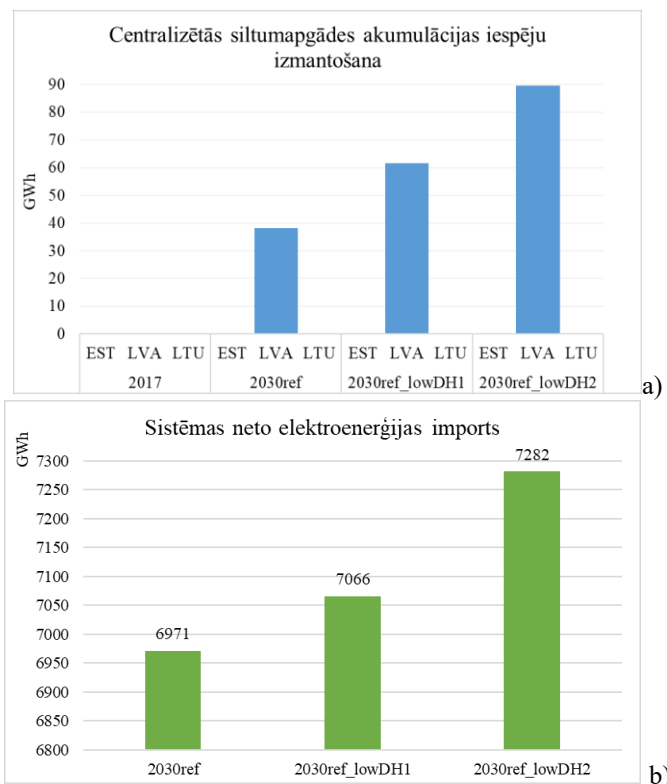 Centralizētās siltumapgādes akumulācijas iespēju
izmantošana
GWh
90
80
70
60
50
40
30
20
10
0
EST LVA LTU EST LVA LTU EST LVA LTU EST LVA LTU
2017 2030ref 2030ref_lowDH1 2030ref_lowDH2
a)
Sistēmas neto elektroenerģijas imports
GWh
7300
7250
7200
7150
7100
7050
7000
6950
6900
6850
6800
6971
7066
7282
2030ref 2030ref_lowDH1 2030ref_lowDH2
b)